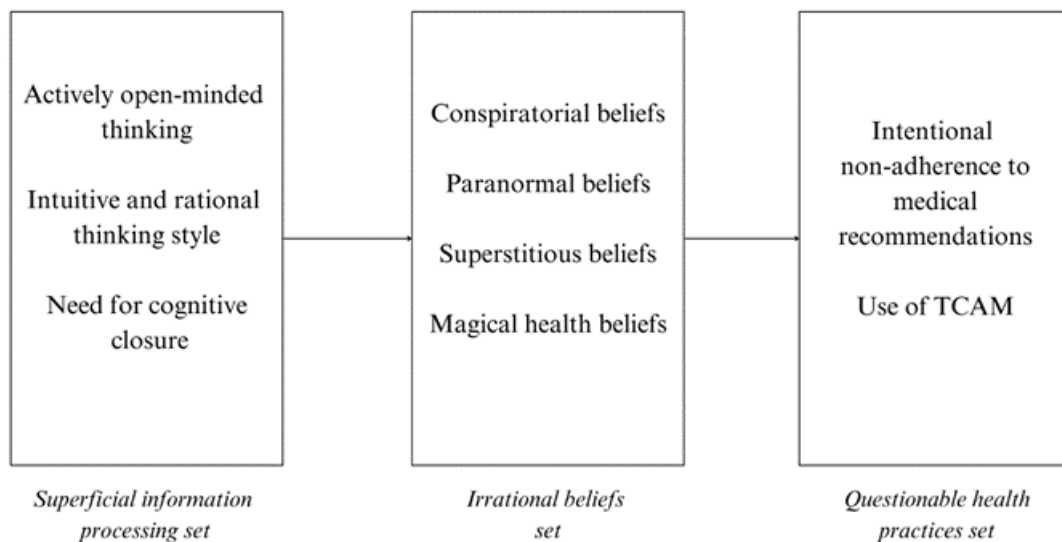 Actively open-minded
thinking
Intuitive and rational
thinking style
Need for cognitive
closure
Superficial information
processing set
Conspiratorial beliefs
Paranormal beliefs
Superstitious beliefs
Magical health beliefs
Irrational beliefs
set
Intentional
non-adherence to
medical
recommendations
Use of TCAM
Questionable health
practices set